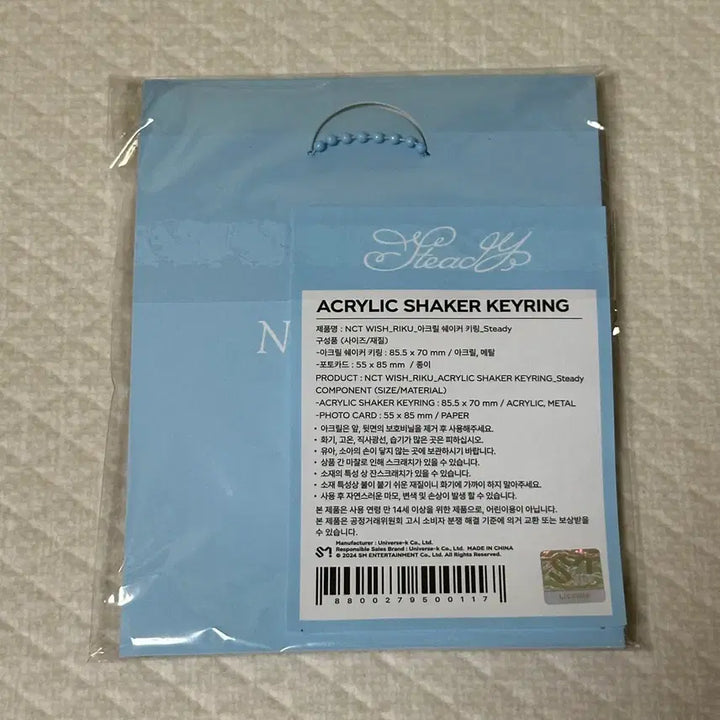 Steady
N
ACRYLIC SHAKER KEYRING
제품명 : NCT WISH_RIKU_아크릴 쉐이커 키링_Steady
구성품 (사이즈/재질)
-아크릴 쉐이커 키링 : 85.5 x 70 mm / 아크릴, 메탈
-포토카드 : 55 x 85 mm / 종이
PRODUCT : NCT WISH_RIKU_ACRYLIC SHAKER KEYRING_Steady
COMPONENT (SIZE/MATERIAL)
-ACRYLIC SHAKER KEYRING : 85.5 x 70 mm / ACRYLIC, METAL
-PHOTO CARD : 55 x 85 mm / PAPER
• 아크릴은 앞, 뒷면의 보호비닐을 제거 후 사용해주세요.
• 화기, 고온, 직사광선, 습기가 많은 곳은 피하십시오.
• 유아, 소아의 손이 닿지 않는 곳에 보관하시기 바랍니다.
• 상품 간 마찰로 인해 스크래치가 있을 수 있습니다.
• 소재의 특성 상 잔스크래치가 있을 수 있습니다.
• 소재 특성상 불이 붙기 쉬운 재질이니 화기에 가까이 하지 말아주세요.
• 사용 후 자연스러운 마모, 변색 및 손상이 발생 할 수 있습니다.
본 제품은 사용 연령 만 14세 이상을 위한 제품으로, 어린이용이 아닙니다.
본 제품은 공정거래위원회 고시 소비자 분쟁 해결 기준에 의거 교환 또는 보상받을
수 있습니다.
Manufacturer : Universe-k Co., Ltd.
Responsible Sales Brand : Universe-k Co., Ltd. MADE IN CHINA
© 2024 SM ENTERTAINMENT Co., Ltd. All Rights Reserved.
SM
8800279500117